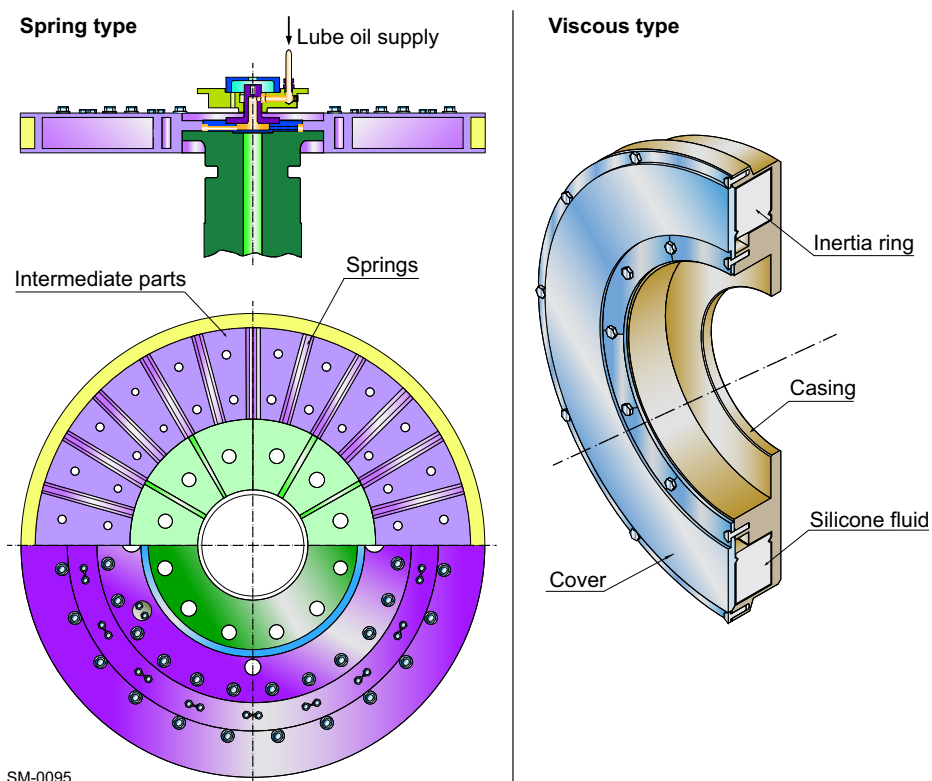 Spring type
Lube oil supply
Intermediate parts
Springs
SM-0095
Viscous type
Inertia ring
Casing
Silicone fluid
Cover